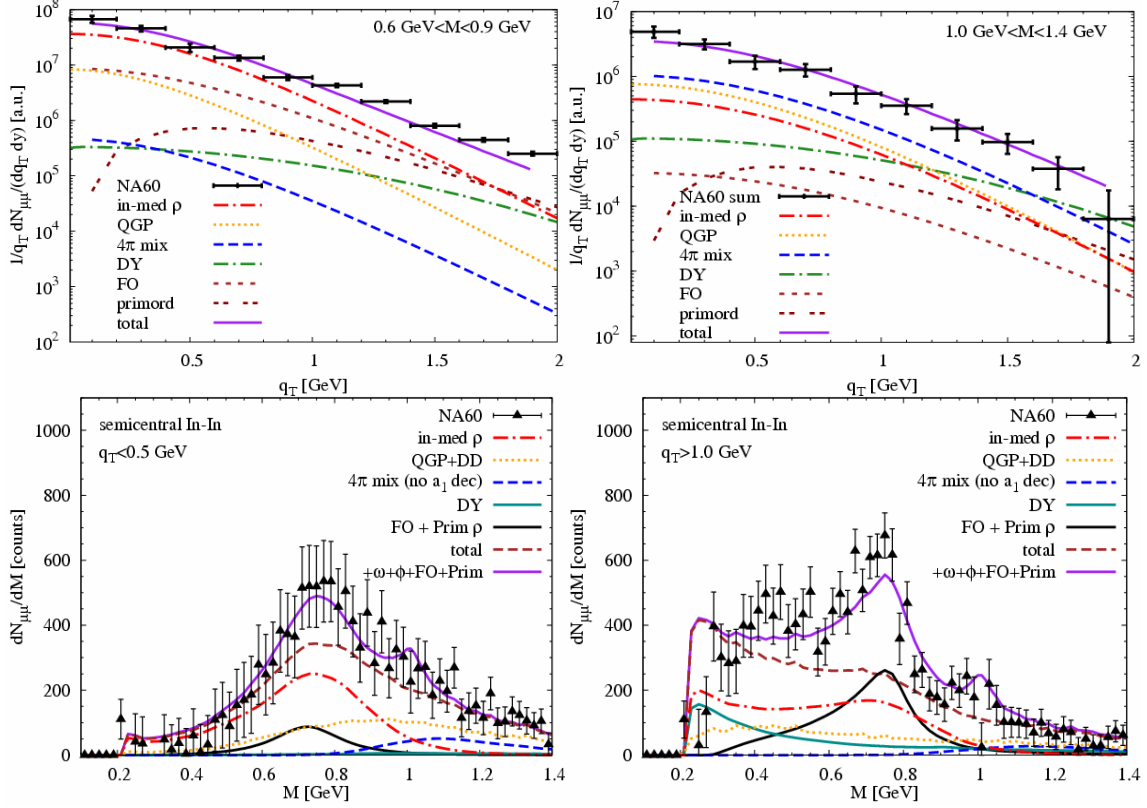 0.6 GeV<M<0.9 GeV
1/q_T dN_μμ/(dq_T dy) [a.u.]
10^8
10^7
10^6
10^5
10^4
10^3
10^2
NA60
in-med ρ
QGP
4π mix
DY
FO
primord
total
0.5 1 1.5 2
q_T [GeV]
1.0 GeV<M<1.4 GeV
1/q_T dN_μμ/(dq_T dy) [a.u.]
10^7
10^6
10^5
10^4
10^3
10^2
NA60 sum
in-med ρ
QGP
4π mix
DY
FO
primord
total
0.5 1 1.5 2
q_T [GeV]
semicentral In-In
q_T<0.5 GeV
dN_μμ/dM [counts]
1000
800
600
400
200
0
NA60
in-med ρ
QGP+DD
4π mix (no a_1 dec)
DY
FO + Prim ρ
total
+ω+ϕ+FO+Prim
0.2 0.4 0.6 0.8 1 1.2 1.4
M [GeV]
semicentral In-In
q_T>1.0 GeV
dN_μμ/dM [counts]
1000
800
600
400
200
0
NA60
in-med ρ
QGP+DD
4π mix (no a_1 dec)
DY
FO + Prim ρ
total
+ω+ϕ+FO+Prim
0.2 0.4 0.6 0.8 1 1.2 1.4
M [GeV]